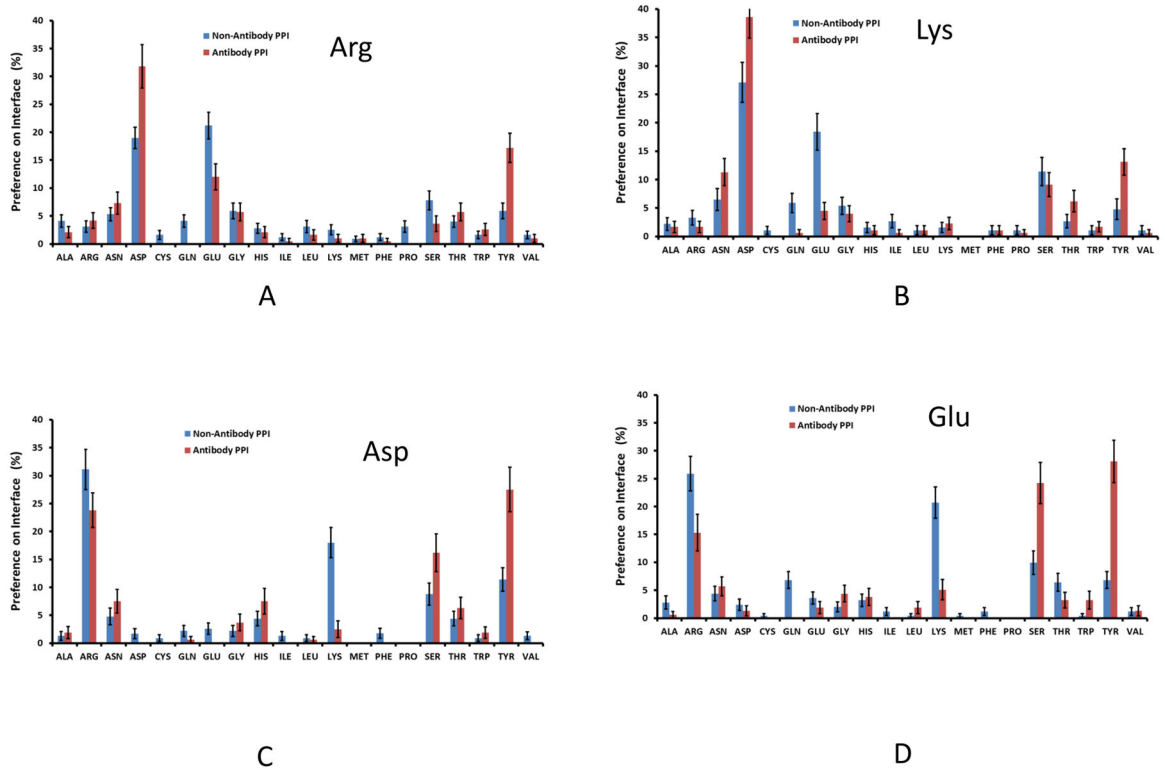 Arg
Non-Antibody PPI
Antibody PPI
Preference on Interface (%)
40
35
30
25
20
15
10
5
0
ALA ARG ASN ASP CYS GLN GLU GLY HIS ILE LEU LYS MET PHE PRO SER THR TRP TYR VAL
A
Lys
Non-Antibody PPI
Antibody PPI
Preference on Interface (%)
40
35
30
25
20
15
10
5
0
ALA ARG ASN ASP CYS GLN GLU GLY HIS ILE LEU LYS MET PHE PRO SER THR TRP TYR VAL
B
Asp
Non-Antibody PPI
Antibody PPI
Preference on Interface (%)
40
35
30
25
20
15
10
5
0
ALA ARG ASN ASP CYS GLN GLU GLY HIS ILE LEU LYS MET PHE PRO SER THR TRP TYR VAL
C
Glu
Non-Antibody PPI
Antibody PPI
Preference on Interface (%)
40
35
30
25
20
15
10
5
0
ALA ARG ASN ASP CYS GLN GLU GLY HIS ILE LEU LYS MET PHE PRO SER THR TRP TYR VAL
D